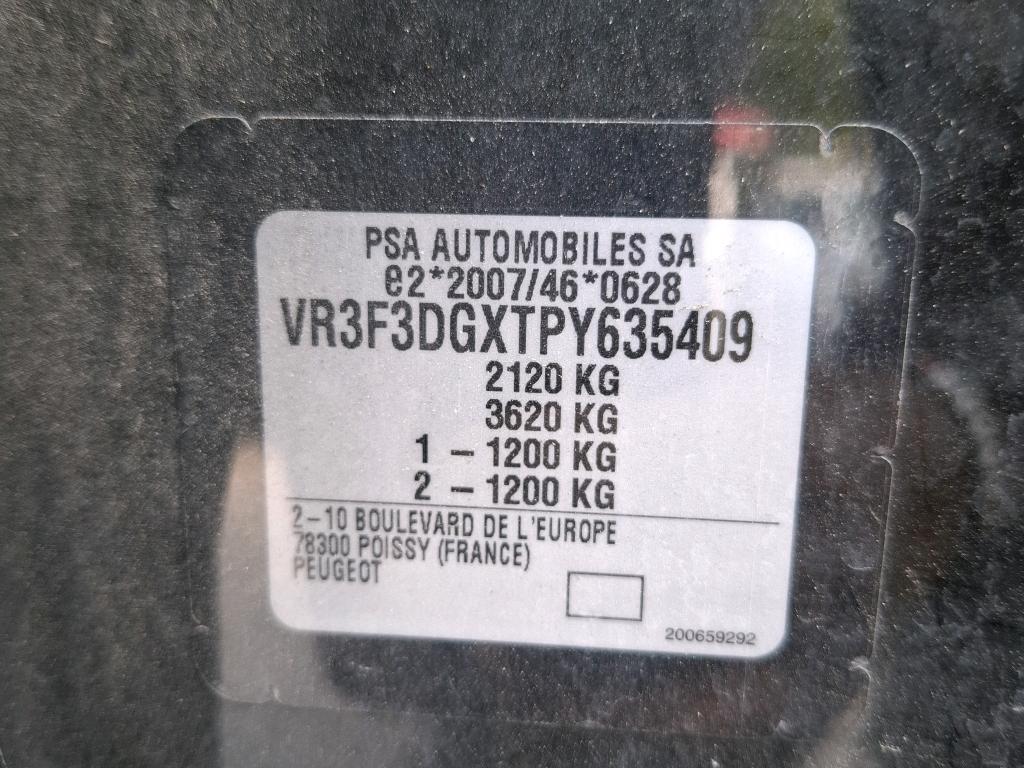 PSA AUTOMOBILES SA
e2*2007/46*0628
VR3F3DGXTPY635409
2120 KG
3620 KG
1 – 1200 KG
2 – 1200 KG
2–10 BOULEVARD DE L'EUROPE
78300 POISSY (FRANCE)
PEUGEOT
200659292